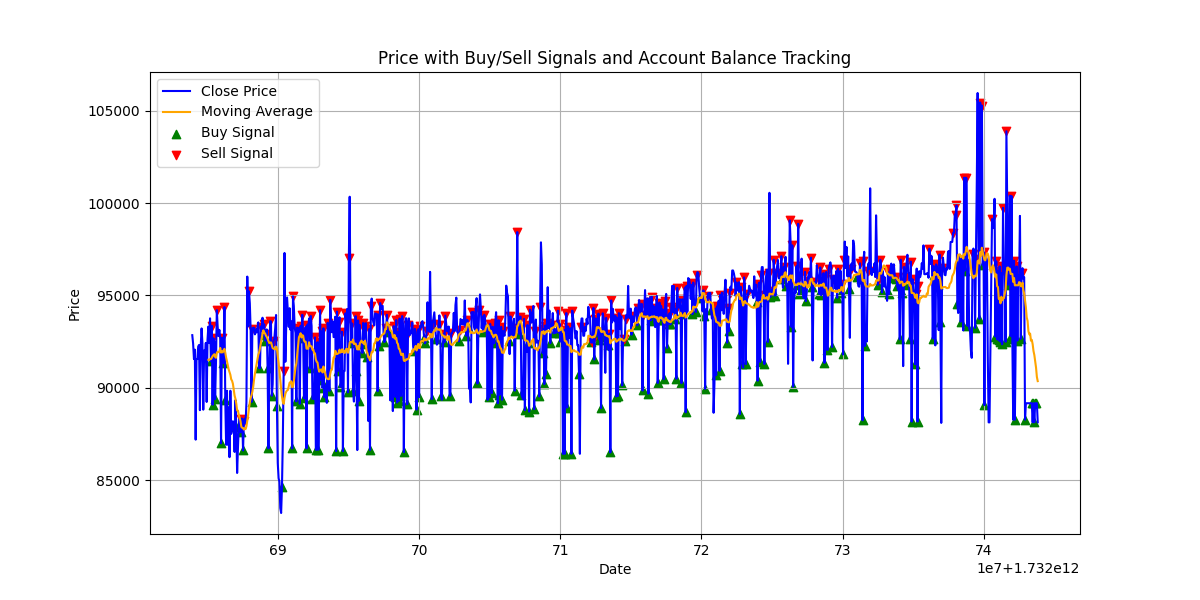 Price with Buy/Sell Signals and Account Balance Tracking
Close Price
Moving Average
Buy Signal
Sell Signal
105000
100000
95000
90000
85000
Price
69 70 71 72 73 74
1e7+1.732e12
Date